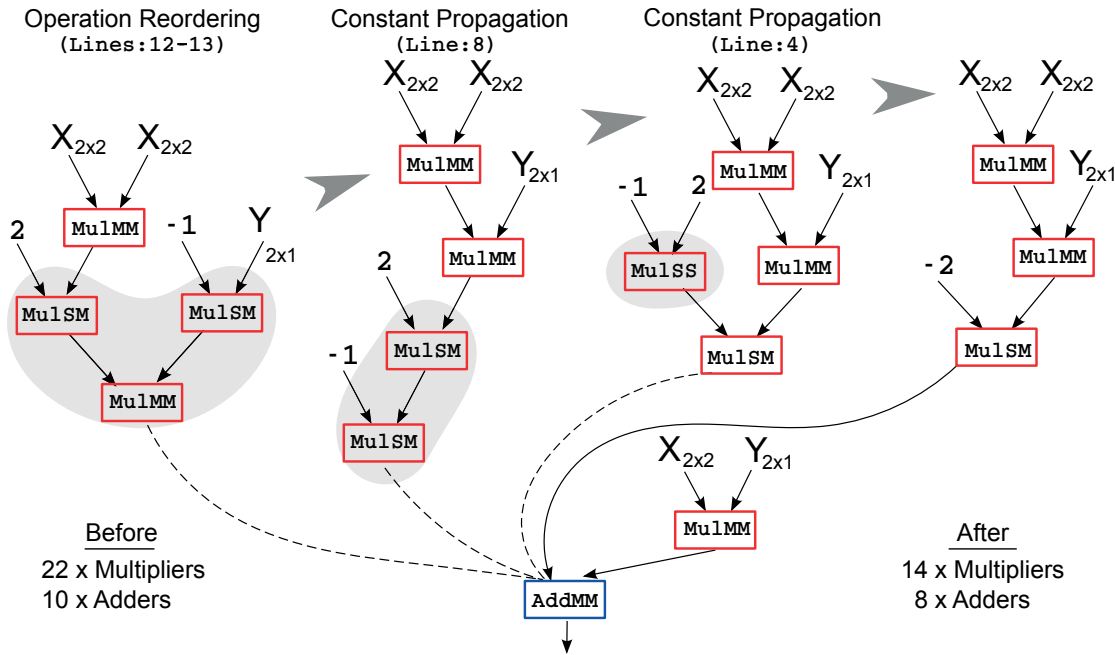 Operation Reordering
(Lines:12-13)
Constant Propagation
(Line:8)
Constant Propagation
(Line:4)
X2x2 X2x2
MulMM
2
-1
Y
2x1
MulSM
MulSM
MulMM
X2x2 X2x2
MulMM
Y2x1
MulMM
2
MulSM
-1
MulSM
X2x2 X2x2
MulMM
Y2x1
-1
2
MulSS
MulMM
MulSM
X2x2 X2x2
MulMM
Y2x1
MulMM
-2
MulSM
X2x2 Y2x1
MulMM
AddMM
Before
22 x Multipliers
10 x Adders
After
14 x Multipliers
8 x Adders